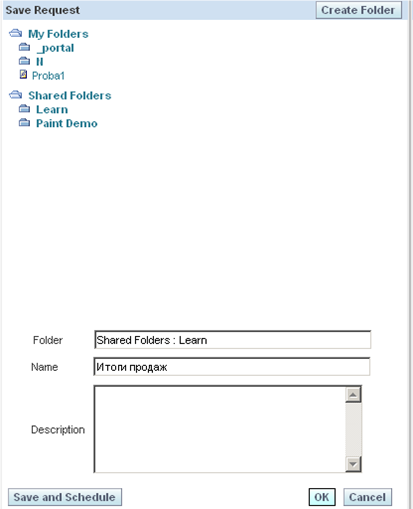 Save Request Create Folder
My Folders
_portal
N
Proba1
Shared Folders
Learn
Paint Demo
Folder Shared Folders : Learn
Name Итоги продаж
Description
Save and Schedule OK Cancel